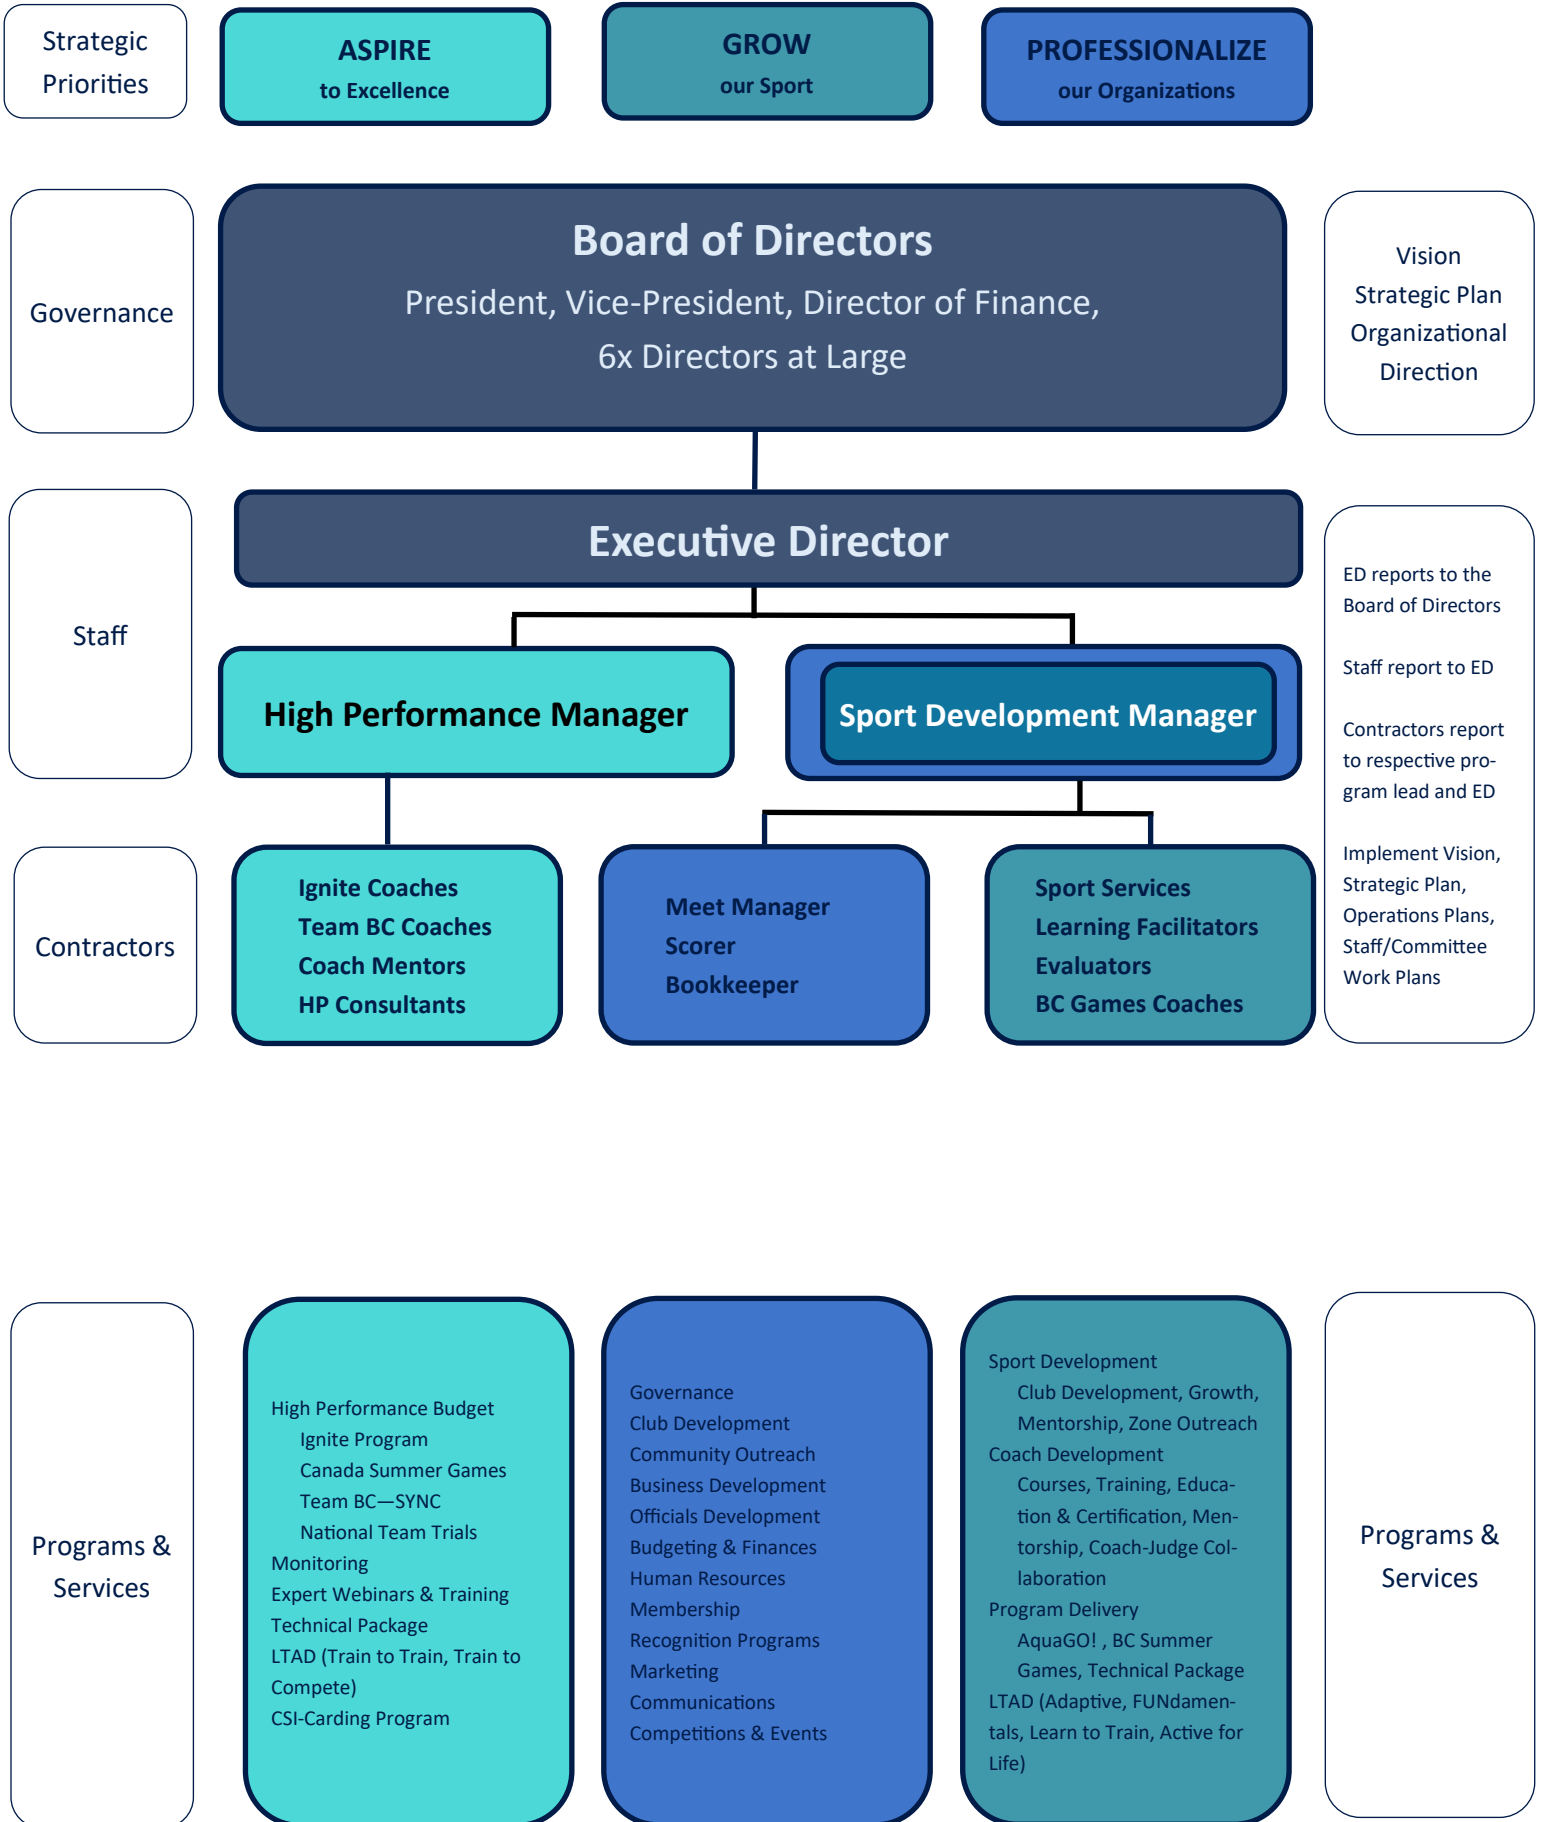 Strategic
Priorities
ASPIRE
to Excellence
GROW
our Sport
PROFESSIONALIZE
our Organizations
Governance
Board of Directors
President, Vice-President, Director of Finance,
6x Directors at Large
Vision
Strategic Plan
Organizational
Direction
Staff
Executive Director
High Performance Manager
Sport Development Manager
ED reports to the
Board of Directors
Staff report to ED
Contractors report
to respective pro-
gram lead and ED
Implement Vision,
Strategic Plan,
Operations Plans,
Staff/Committee
Work Plans
Contractors
Ignite Coaches
Team BC Coaches
Coach Mentors
HP Consultants
Meet Manager
Scorer
Bookkeeper
Sport Services
Learning Facilitators
Evaluators
BC Games Coaches
Programs &
Services
High Performance Budget
Ignite Program
Canada Summer Games
Team BC—SYNC
National Team Trials
Monitoring
Expert Webinars & Training
Technical Package
LTAD (Train to Train, Train to
Compete)
CSI-Carding Program
Governance
Club Development
Community Outreach
Business Development
Officials Development
Budgeting & Finances
Human Resources
Membership
Recognition Programs
Marketing
Communications
Competitions & Events
Sport Development
Club Development, Growth,
Mentorship, Zone Outreach
Coach Development
Courses, Training, Educa-
tion & Certification, Men-
torship, Coach-Judge Col-
laboration
Program Delivery
AquaGO! , BC Summer
Games, Technical Package
LTAD (Adaptive, FUNdamen-
tals, Learn to Train, Active for
Life)
Programs &
Services